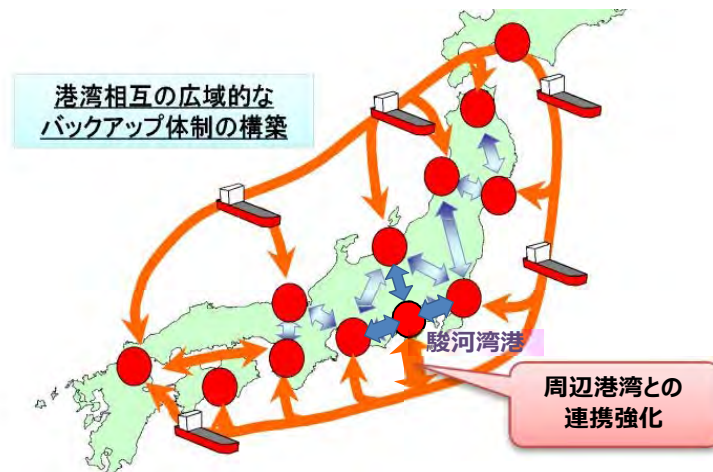 港湾相互の広域的な
バックアップ体制の構築
駿河湾港
周辺港湾との
連携強化